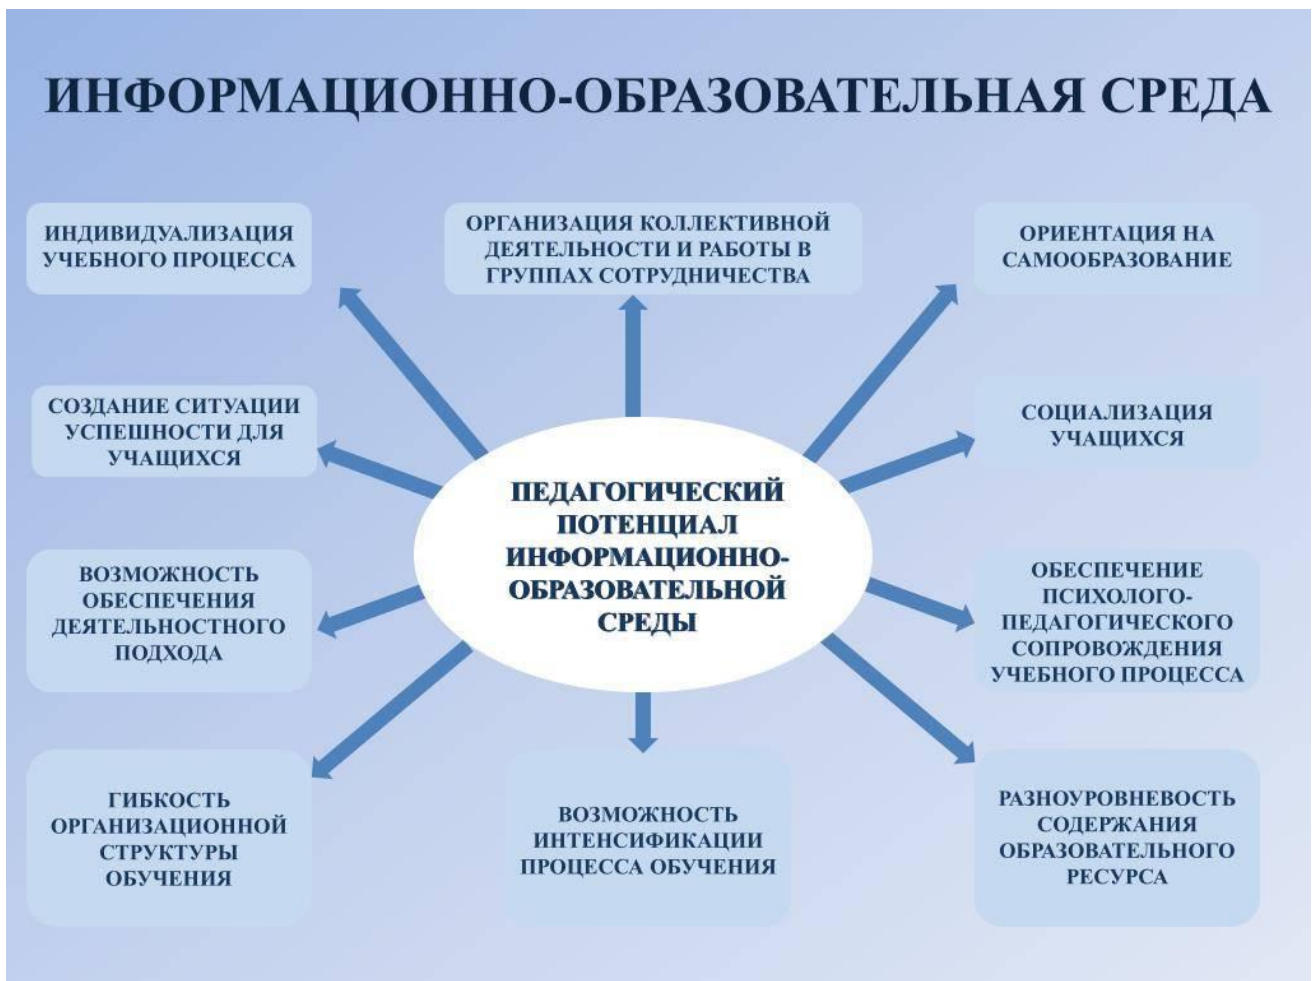 ИНФОРМАЦИОННО-ОБРАЗОВАТЕЛЬНАЯ СРЕДА
ИНДИВИДУАЛИЗАЦИЯ
УЧЕБНОГО ПРОЦЕССА
ОРГАНИЗАЦИЯ КОЛЛЕКТИВНОЙ
ДЕЯТЕЛЬНОСТИ И РАБОТЫ В
ГРУППАХ СОТРУДНИЧЕСТВА
ОРИЕНТАЦИЯ НА
САМООБРАЗОВАНИЕ
СОЗДАНИЕ СИТУАЦИИ
УСПЕШНОСТИ ДЛЯ
УЧАЩИХСЯ
СОЦИАЛИЗАЦИЯ
УЧАЩИХСЯ
ПЕДАГОГИЧЕСКИЙ
ПОТЕНЦИАЛ
ИНФОРМАЦИОННО-
ОБРАЗОВАТЕЛЬНОЙ
СРЕДЫ
ВОЗМОЖНОСТЬ
ОБЕСПЕЧЕНИЯ
ДЕЯТЕЛЬНОСТНОГО
ПОДХОДА
ОБЕСПЕЧЕНИЕ
ПСИХОЛОГО-
ПЕДАГОГИЧЕСКОГО
СОПРОВОЖДЕНИЯ
УЧЕБНОГО ПРОЦЕССА
ГИБКОСТЬ
ОРГАНИЗАЦИОННОЙ
СТРУКТУРЫ
ОБУЧЕНИЯ
ВОЗМОЖНОСТЬ
ИНТЕНСИФИКАЦИИ
ПРОЦЕССА ОБУЧЕНИЯ
РАЗНОУРОВНЕВОСТЬ
СОДЕРЖАНИЯ
ОБРАЗОВАТЕЛЬНОГО
РЕСУРСА